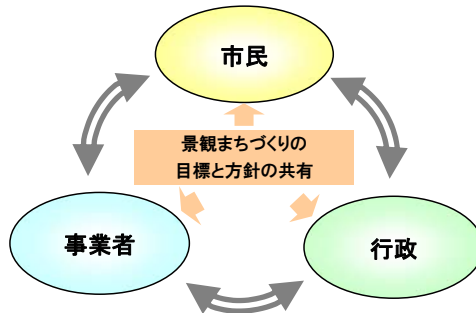 市民
景観まちづくりの
目標と方針の共有
事業者
行政